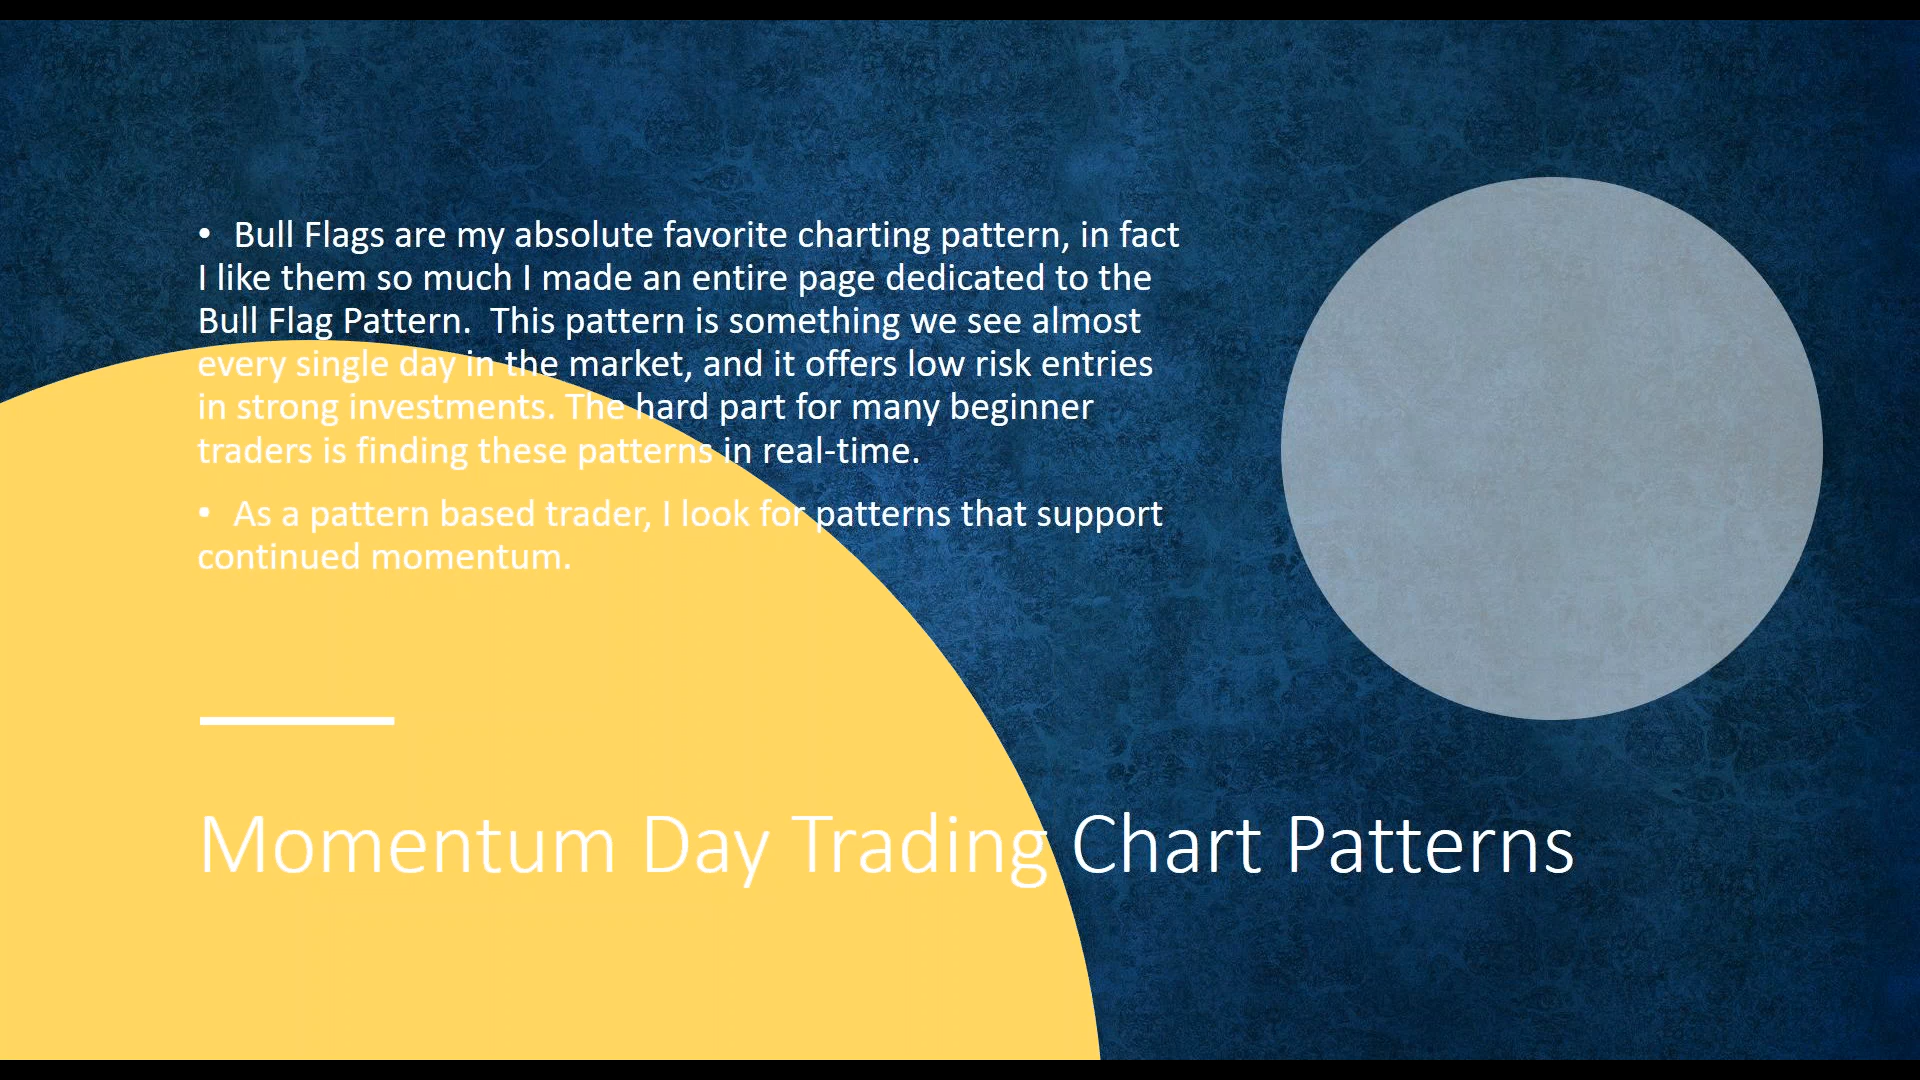 • Bull Flags are my absolute favorite charting pattern, in fact
I like them so much I made an entire page dedicated to the
Bull Flag Pattern.  This pattern is something we see almost
every single day in the market, and it offers low risk entries
in strong investments. The hard part for many beginner
traders is finding these patterns in real-time.
• As a pattern based trader, I look for patterns that support
continued momentum.
Momentum Day Trading Chart Patterns